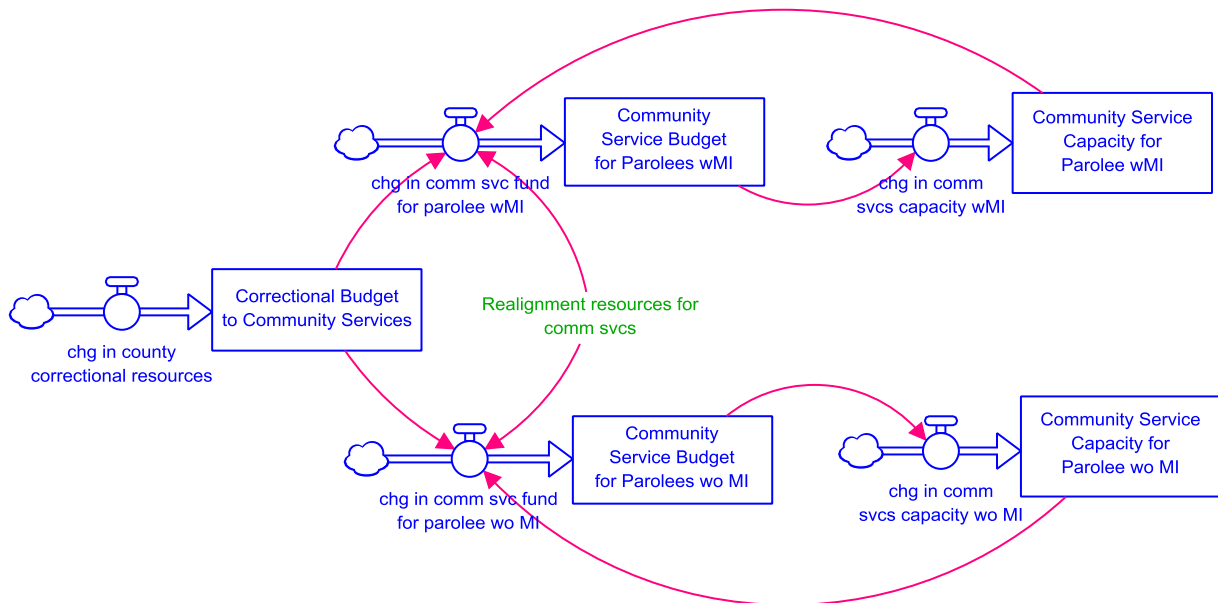 Community
Service Budget
for Parolees wMI
Community Service
Capacity for
Parolee wMI
chg in comm svc fund
for parolee wMI
chg in comm
svcs capacity wMI
Correctional Budget
to Community Services
Realignment resources for
comm svcs
chg in county
correctional resources
Community
Service Budget
for Parolees wo MI
Community Service
Capacity for
Parolee wo MI
chg in comm svc fund
for parolee wo MI
chg in comm
svcs capacity wo MI